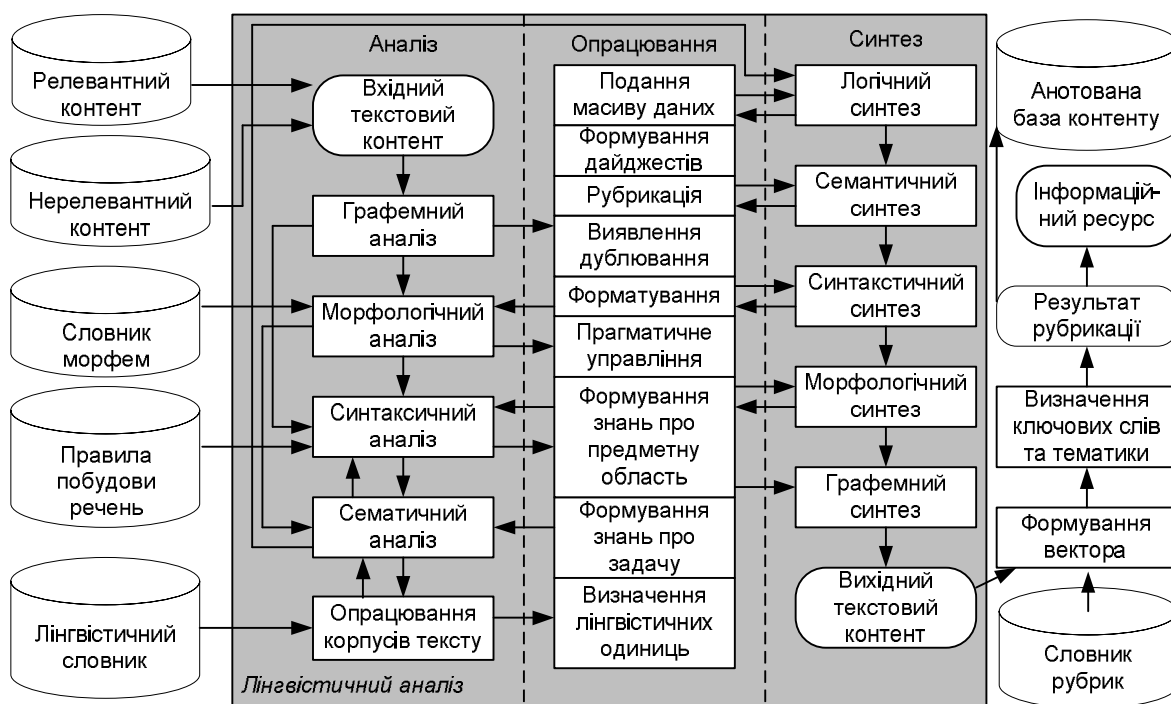 Релевантний
контент
Нерелевантний
контент
Словник
морфем
Правила
побудови
речень
Лінгвістичний
словник
Аналіз
Вхідний
текстовий
контент
Графемний
аналіз
Морфологічний
аналіз
Синтаксичний
аналіз
Сематичний
аналіз
Опрацювання
корпусів тексту
Лінгвістичний аналіз
Опрацювання
Подання
масиву даних
Формування
дайджестів
Рубрикація
Виявлення
дублювання
Форматування
Прагматичне
управління
Формування
знань про
предметну
область
Формування
знань про
задачу
Визначення
лінгвістичних
одиниць
Синтез
Логічний
синтез
Семантичний
синтез
Синтакстичний
синтез
Морфологічний
синтез
Графемний
синтез
Вихідний
текстовий
контент
Анотована
база контенту
Інформацій-
ний ресурс
Результат
рубрикації
Визначення
ключових слів
та тематики
Формування
вектора
Словник
рубрик